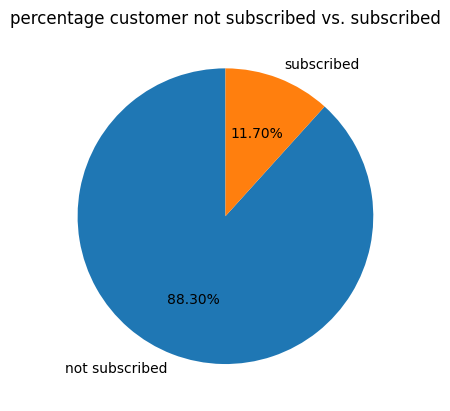 percentage customer not subscribed vs. subscribed
subscribed
11.70%
88.30%
not subscribed